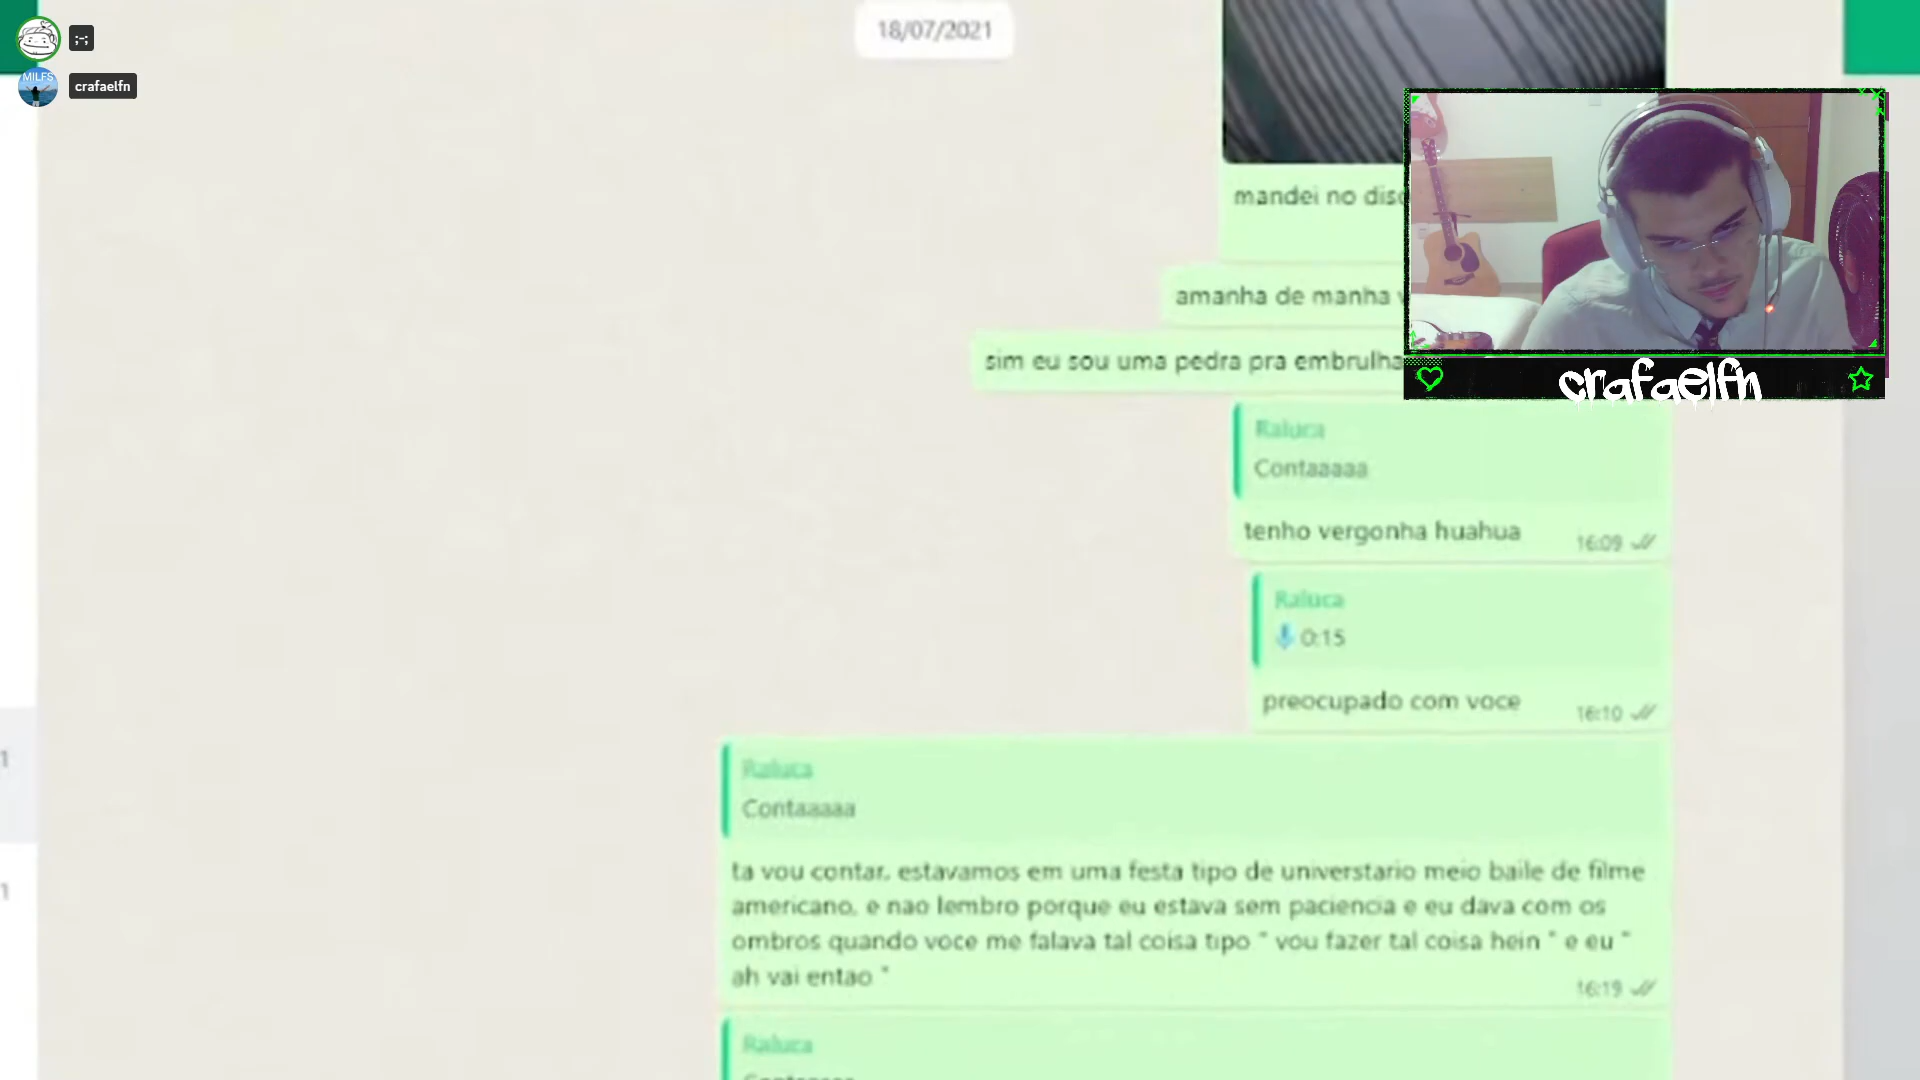 ;-;
MILFS
crafaelfn
18/07/2021
mandei no disc
amanha de manha v
crafaelfn
sim eu sou uma pedra pra embrulha
Raluca
Contaaaaa
tenho vergonha huahua
16:09
Raluca
0:15
preocupado com voce
16:10
1
Raluca
Contaaaaa
ta vou contar, estavamos em uma festa tipo de universtario meio baile de filme
1
americano, e nao lembro porque eu estava sem paciencia e eu dava com os
ombros quando voce me falava tal coisa tipo " vou fazer tal coisa hein " e eu "
ah vai entao "
16:19
Raluca